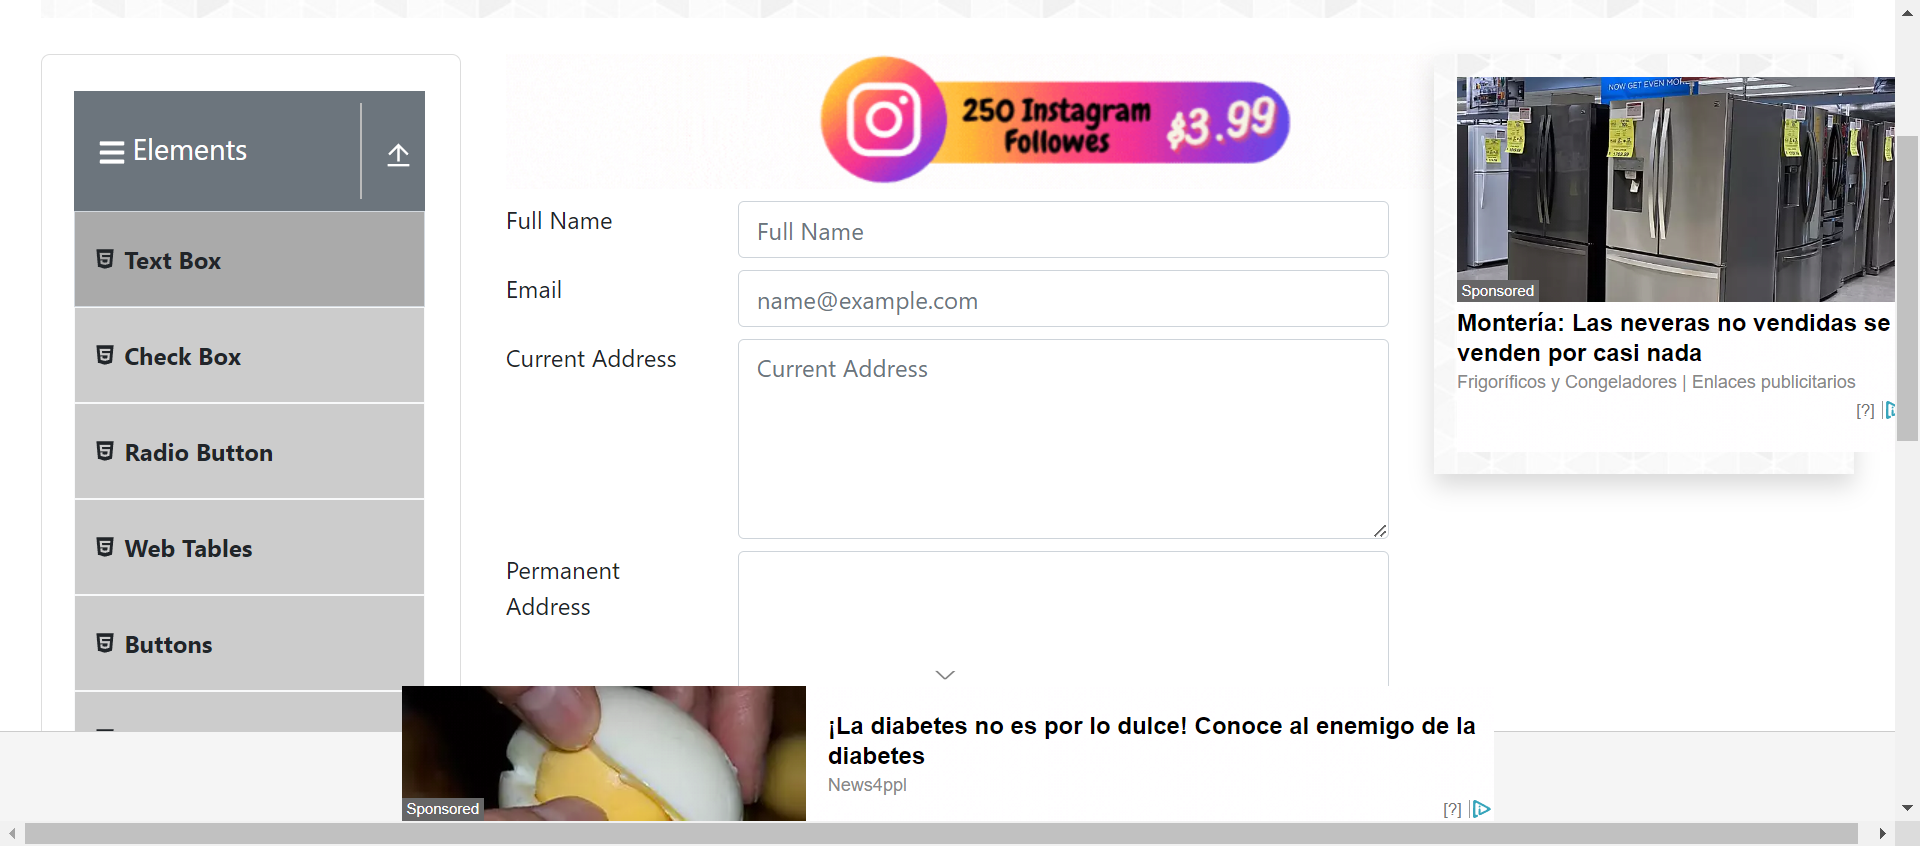 Elements
Text Box
Check Box
Radio Button
Web Tables
Buttons
250 Instagram
Followes
$3.99
Full Name
Full Name
Email
name@example.com
Current Address
Current Address
Permanent
Address
NOW GET EVEN MO
Sponsored
Montería: Las neveras no vendidas se
venden por casi nada
Frigoríficos y Congeladores | Enlaces publicitarios
[?]
Sponsored
¡La diabetes no es por lo dulce! Conoce al enemigo de la
diabetes
News4ppl
[?]